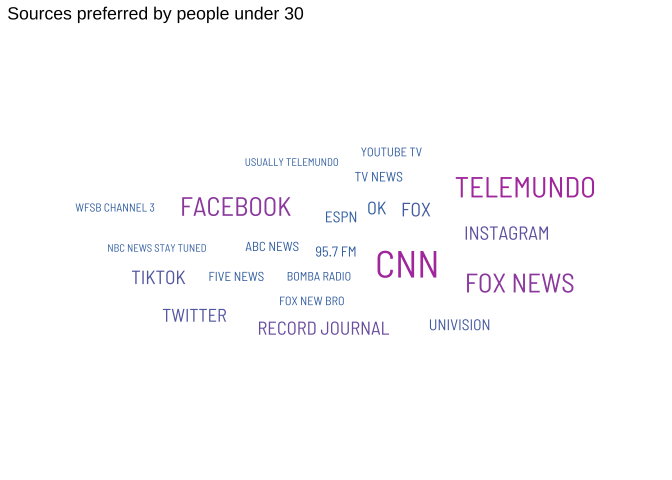 Sources preferred by people under 30
YOUTUBE TV
USUALLY TELEMUNDO
TV NEWS
TELEMUNDO
WFSB CHANNEL 3
FACEBOOK
ESPN
OK
FOX
INSTAGRAM
NBC NEWS STAY TUNED
ABC NEWS
95.7 FM
CNN
TIKTOK
FIVE NEWS
BOMBA RADIO
FOX NEWS
FOX NEW BRO
TWITTER
RECORD JOURNAL
UNIVISION